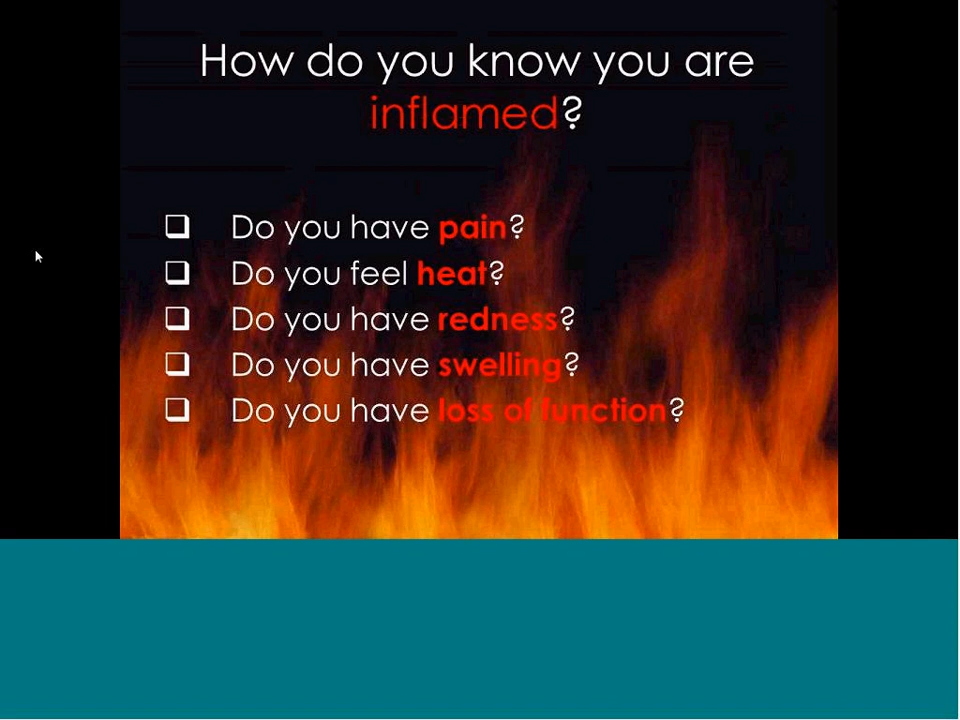 How do you know you are
inflamed?
Do you have pain?
Do you feel heat?
Do you have redness?
Do you have swelling?
Do you have loss of function?